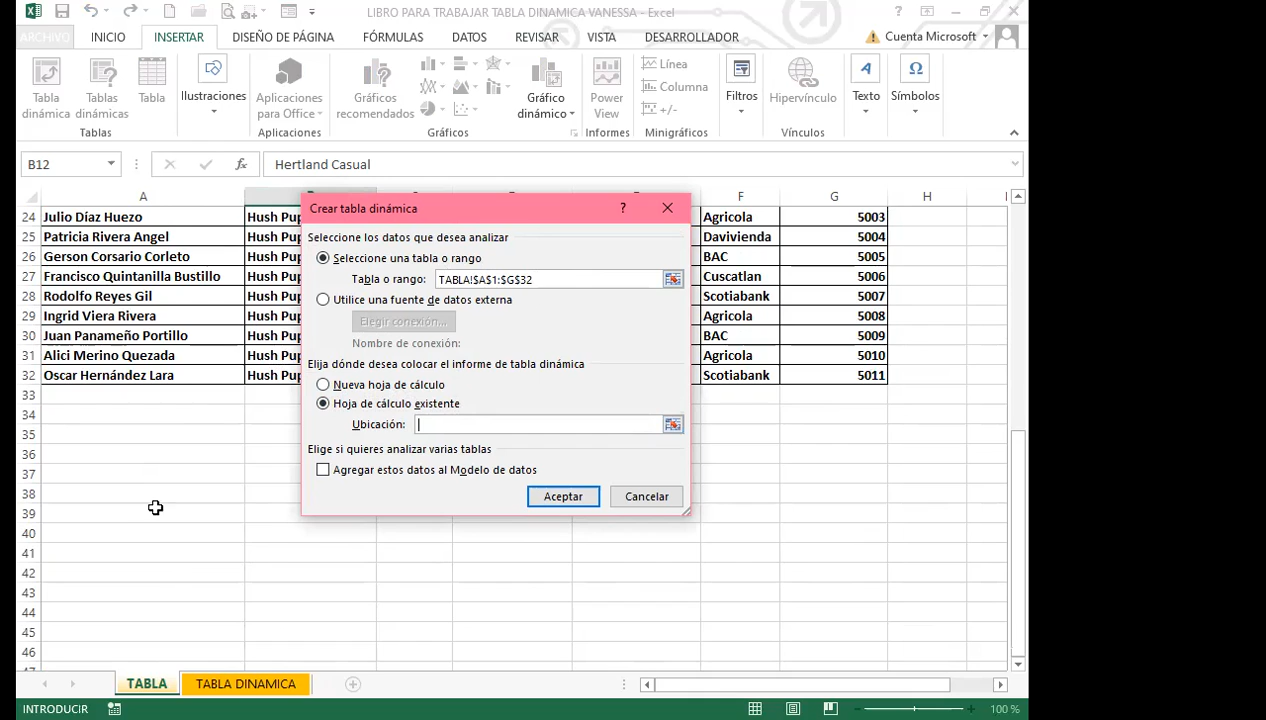 LIBRO PARA TRABAJAR TABLA DINAMICA VANESSA - Excel
ARCHIVO INICIO INSERTAR DISEÑO DE PÁGINA FÓRMULAS DATOS REVISAR VISTA DESARROLLADOR Cuenta Microsoft
Tabla dinámica
Tablas dinámicas
Tabla
Tablas
Ilustraciones
Aplicaciones para Office
Aplicaciones
Gráficos recomendados
Gráfico dinámico
Gráficos
Power View
Informes
Línea
Columna
+/-
Minigráficos
Filtros
Hipervínculo
Vínculos
Texto
Símbolos
B12 fx Hertland Casual
A F G H
24 Julio Díaz Huezo Hush Pup Agricola 5003
25 Patricia Rivera Angel Hush Pup Davivienda 5004
26 Gerson Corsario Corleto Hush Pup BAC 5005
27 Francisco Quintanilla Bustillo Hush Pup Cuscatlan 5006
28 Rodolfo Reyes Gil Hush Pup Scotiabank 5007
29 Ingrid Viera Rivera Hush Pup Agricola 5008
30 Juan Panameño Portillo Hush Pup BAC 5009
31 Alici Merino Quezada Hush Pup Agricola 5010
32 Oscar Hernández Lara Hush Pup Scotiabank 5011
33
34
35
36
37
38
39
40
41
42
43
44
45
46
Crear tabla dinámica ?
Seleccione los datos que desea analizar
Seleccione una tabla o rango
Tabla o rango: TABLA!$A$1:$G$32
Utilice una fuente de datos externa
Elegir conexión...
Nombre de conexión:
Elija dónde desea colocar el informe de tabla dinámica
Nueva hoja de cálculo
Hoja de cálculo existente
Ubicación:
Elige si quieres analizar varias tablas
Agregar estos datos al Modelo de datos
Aceptar Cancelar
TABLA TABLA DINAMICA
INTRODUCIR 100 %